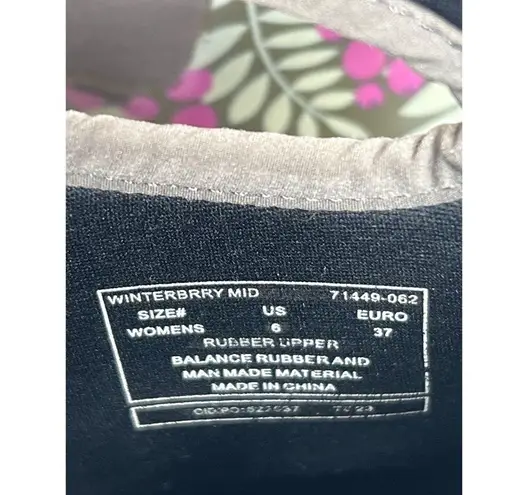 WINTERBRRY MID 71449-062
SIZE# US EURO
WOMENS 6 37
RUBBER UPPER
BALANCE RUBBER AND
MAN MADE MATERIAL
MADE IN CHINA